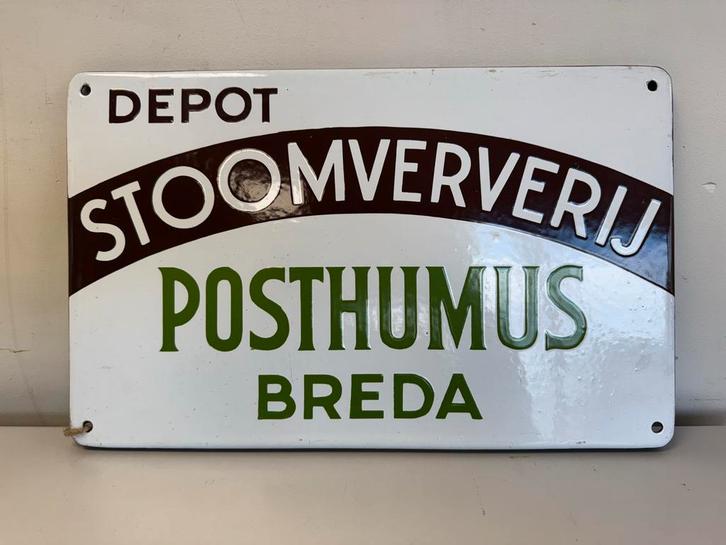 DEPOT
STOOMVERVERIJ
POSTHUMUS
BREDA